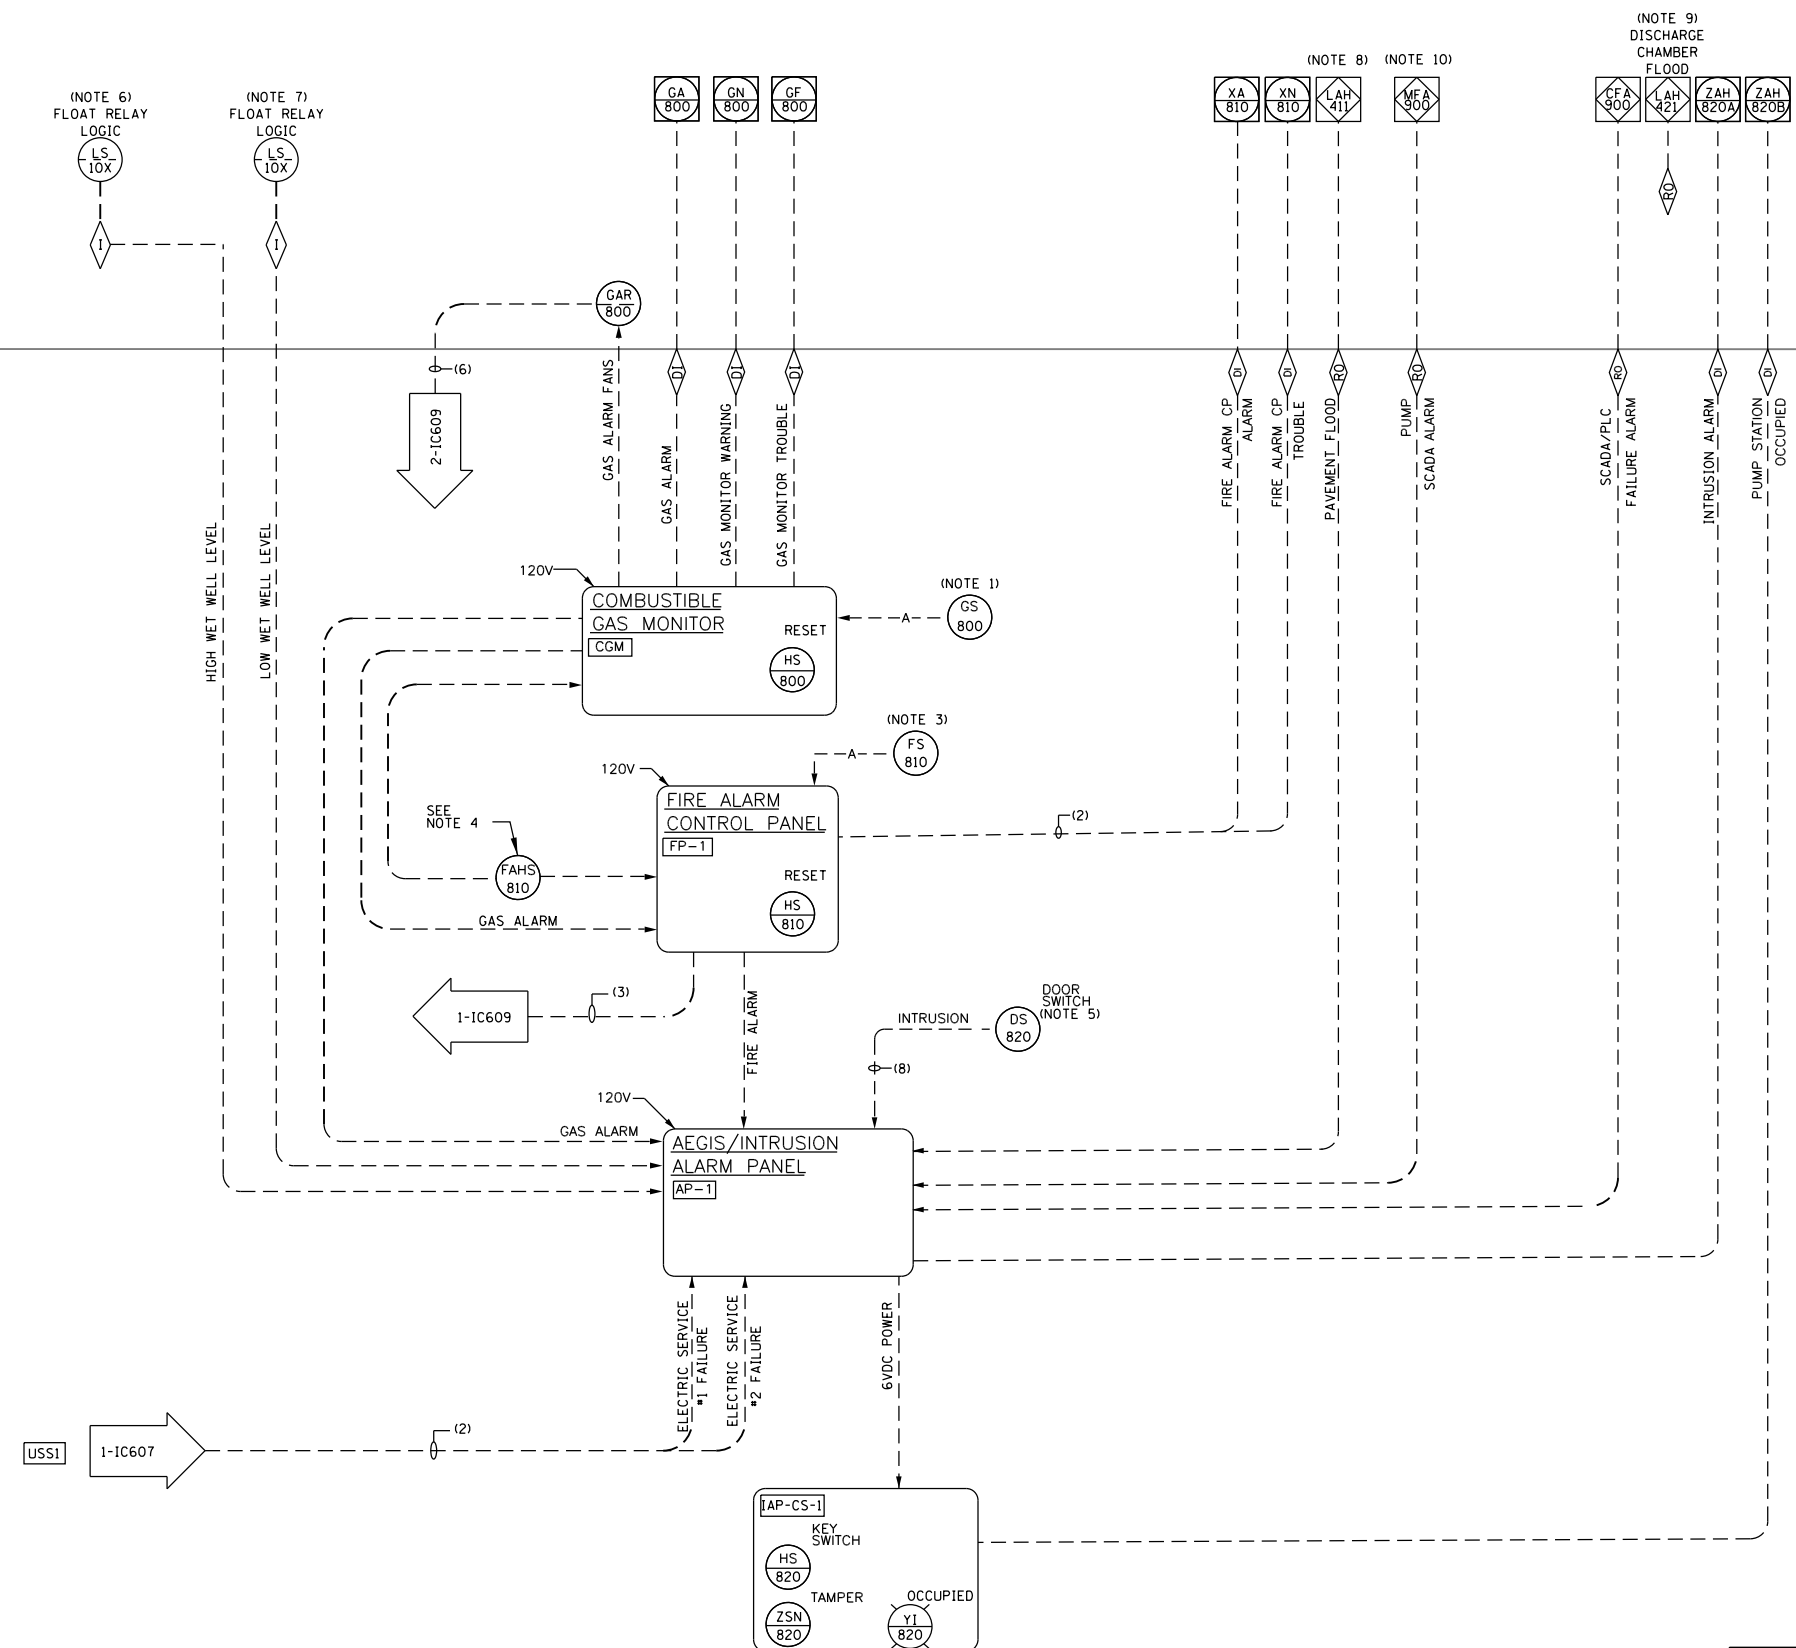 (NOTE 6)
FLOAT RELAY
LOGIC
LS
10X
I
(NOTE 7)
FLOAT RELAY
LOGIC
LS
10X
I
GA
800
GN
800
GF
800
(NOTE 8)
(NOTE 10)
(NOTE 9)
DISCHARGE
CHAMBER
FLOOD
XA
810
XN
810
LAH
411
MFA
900
CFA
900
LAH
421
ZAH
820A
ZAH
820B
RO
GAR
800
(6)
2-IC609
GAS ALARM FANS
DI
GAS ALARM
DI
GAS MONITOR WARNING
DI
GAS MONITOR TROUBLE
DI
FIRE ALARM CP
ALARM
DI
FIRE ALARM CP
TROUBLE
RO
PAVEMENT FLOOD
RO
PUMP
SCADA ALARM
RO
SCADA/PLC
FAILURE ALARM
DI
INTRUSION ALARM
DI
PUMP STATION
OCCUPIED
HIGH WET WELL LEVEL
LOW WET WELL LEVEL
120V
COMBUSTIBLE
GAS MONITOR
CGM
RESET
HS
800
A
(NOTE 1)
GS
800
(NOTE 3)
FS
810
A
120V
FIRE ALARM
CONTROL PANEL
FP-1
RESET
HS
810
(2)
SEE
NOTE 4
FAHS
810
GAS ALARM
(3)
1-IC609
FIRE ALARM
INTRUSION
DOOR
SWITCH
(NOTE 5)
DS
820
(8)
120V
GAS ALARM
AEGIS/INTRUSION
ALARM PANEL
AP-1
ELECTRIC SERVICE
#1 FAILURE
ELECTRIC SERVICE
#2 FAILURE
6VDC POWER
USS1
1-IC607
(2)
IAP-CS-1
KEY
SWITCH
HS
820
TAMPER
ZSN
820
OCCUPIED
YI
820